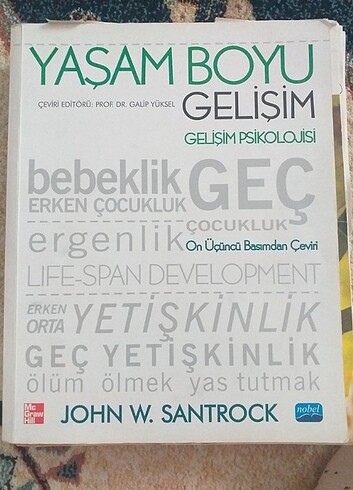 YAŞAM BOYU
ÇEVİRİ EDİTÖRÜ: PROF. DR. GALİP YÜKSEL
GELİŞİM
GELİŞİM PSİKOLOJİSİ
bebeklik GEÇ
ERKEN ÇOCUKLUK
ÇOCUKLUK
ergenlik On Üçüncü Basımdan Çeviri
LIFE-SPAN DEVELOPMENT
ERKEN
ORTA YETİŞKİNLİK
GEÇ YETİŞKİNLİK
ölüm ölmek yas tutmak
Mc
Graw
Hill
JOHN W. SANTROCK
nobel